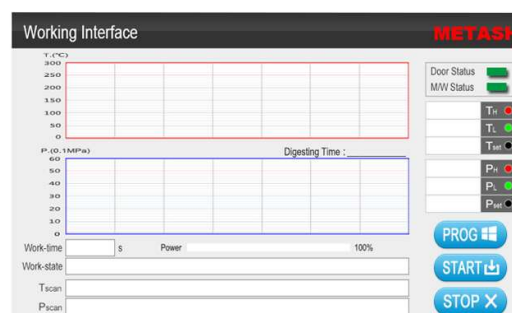 Working Interface
METASH
T.(°C)
300
250
200
150
100
50
0
P.(0.1MPa)
Digesting Time :
60
50
40
30
20
10
0
Work-time
s
Power
100%
Work-state
Tscan
Pscan
Door Status
M/W Status
TH
TL
Tset
PH
PL
Pset
PROG
START
STOP X